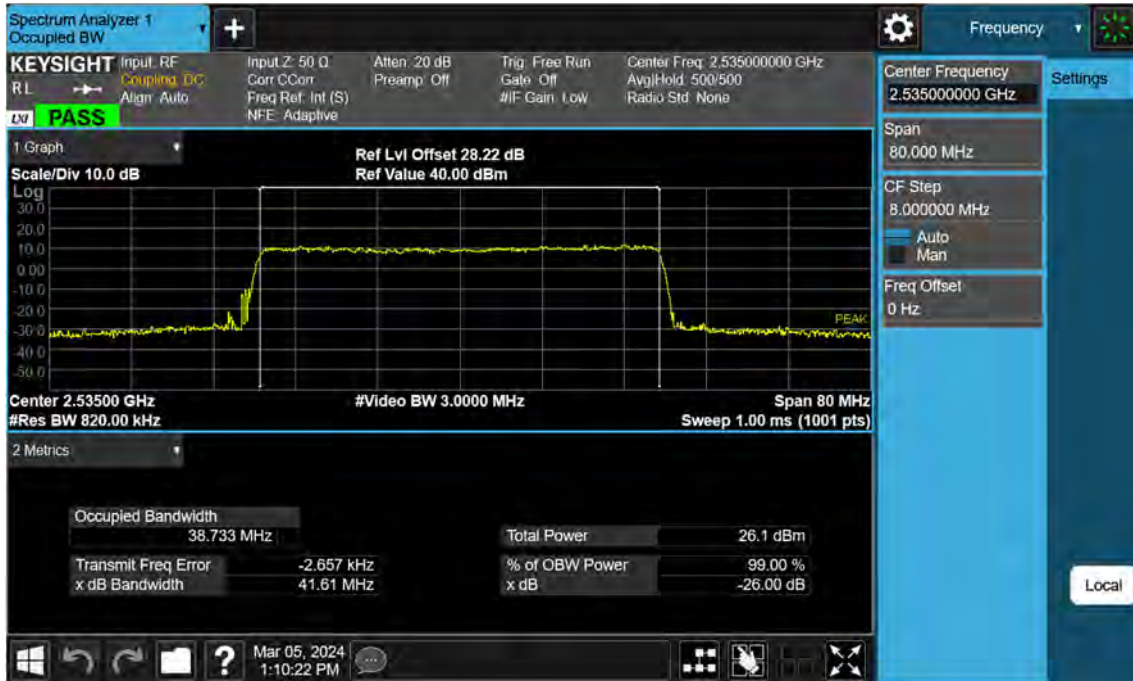 Spectrum Analyzer 1
Occupied BW
+
Frequency
KEYSIGHT
RL
LXI
PASS
Input: RF
Coupling: DC
Align: Auto
Input Z: 50 Ω
Corr CCorr
Freq Ref: Int (S)
NFE: Adaptive
Atten: 20 dB
Preamp: Off
Trig: Free Run
Gate: Off
#IF Gain: Low
Center Freq: 2.535000000 GHz
Avg|Hold: 500/500
Radio Std: None
1 Graph
Scale/Div 10.0 dB
Ref Lvl Offset 28.22 dB
Ref Value 40.00 dBm
Log
30.0
20.0
10.0
0.00
-10.0
-20.0
-30.0
-40.0
-50.0
PEAK
Center 2.53500 GHz
#Video BW 3.0000 MHz
Span 80 MHz
#Res BW 820.00 kHz
Sweep 1.00 ms (1001 pts)
2 Metrics
Occupied Bandwidth
38.733 MHz
Total Power 26.1 dBm
Transmit Freq Error -2.657 kHz
% of OBW Power 99.00 %
x dB Bandwidth 41.61 MHz
x dB -26.00 dB
Center Frequency
2.535000000 GHz
Settings
Span
80.000 MHz
CF Step
8.000000 MHz
Auto
Man
Freq Offset
0 Hz
Local
?
Mar 05, 2024
1:10:22 PM